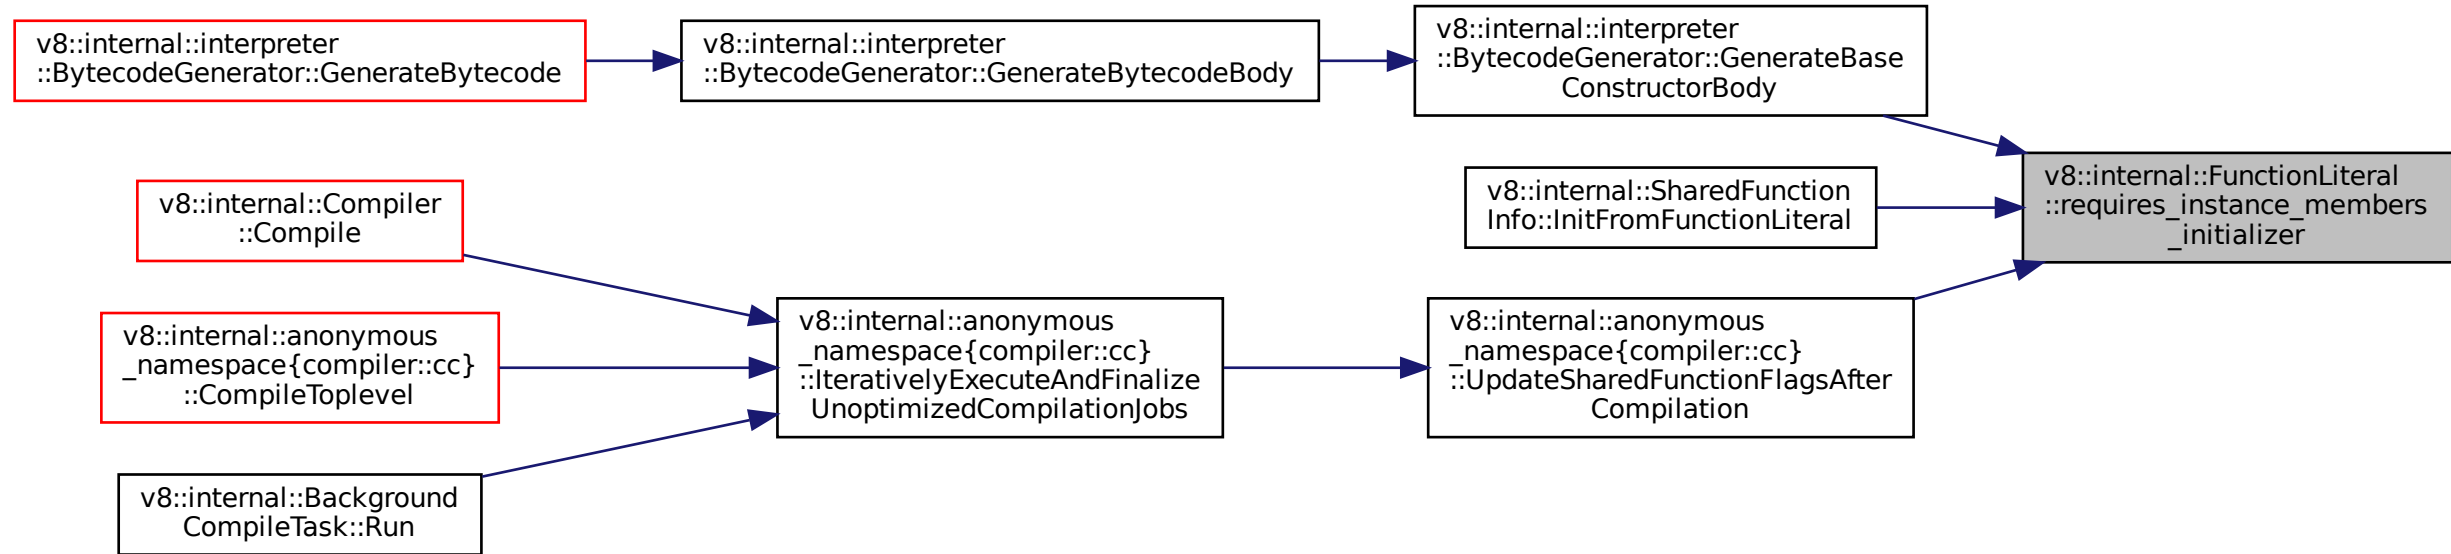 v8::internal::interpreter
::BytecodeGenerator::GenerateBytecode
v8::internal::interpreter
::BytecodeGenerator::GenerateBytecodeBody
v8::internal::interpreter
::BytecodeGenerator::GenerateBase
ConstructorBody
v8::internal::FunctionLiteral
::requires_instance_members
_initializer
v8::internal::SharedFunction
Info::InitFromFunctionLiteral
v8::internal::Compiler
::Compile
v8::internal::anonymous
_namespace{compiler::cc}
::CompileToplevel
v8::internal::anonymous
_namespace{compiler::cc}
::IterativelyExecuteAndFinalize
UnoptimizedCompilationJobs
v8::internal::anonymous
_namespace{compiler::cc}
::UpdateSharedFunctionFlagsAfter
Compilation
v8::internal::Background
CompileTask::Run